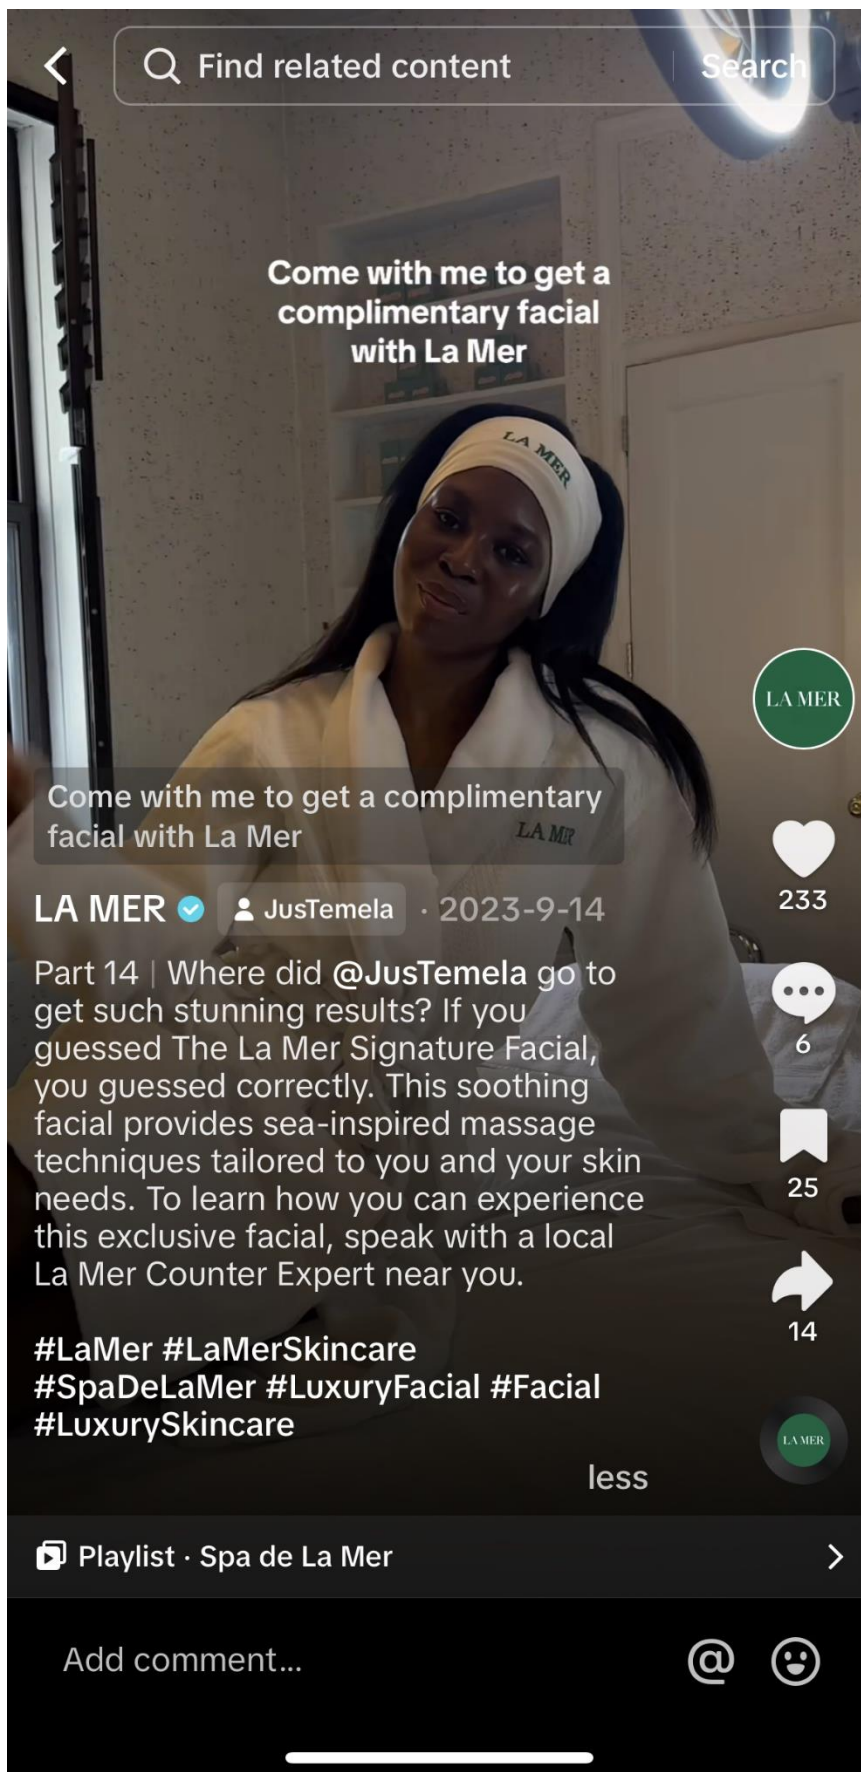 Find related content
Search
Come with me to get a
complimentary facial
with La Mer
LA MER
LA MER
Come with me to get a complimentary
facial with La Mer
LA MER
LA MER
JusTemela
· 2023-9-14
233
Part 14 | Where did @JusTemela go to
get such stunning results? If you
guessed The La Mer Signature Facial,
you guessed correctly. This soothing
facial provides sea-inspired massage
techniques tailored to you and your skin
needs. To learn how you can experience
this exclusive facial, speak with a local
La Mer Counter Expert near you.
6
25
14
#LaMer #LaMerSkincare
#SpaDeLaMer #LuxuryFacial #Facial
#LuxurySkincare
LA MER
less
Playlist · Spa de La Mer
Add comment...
@